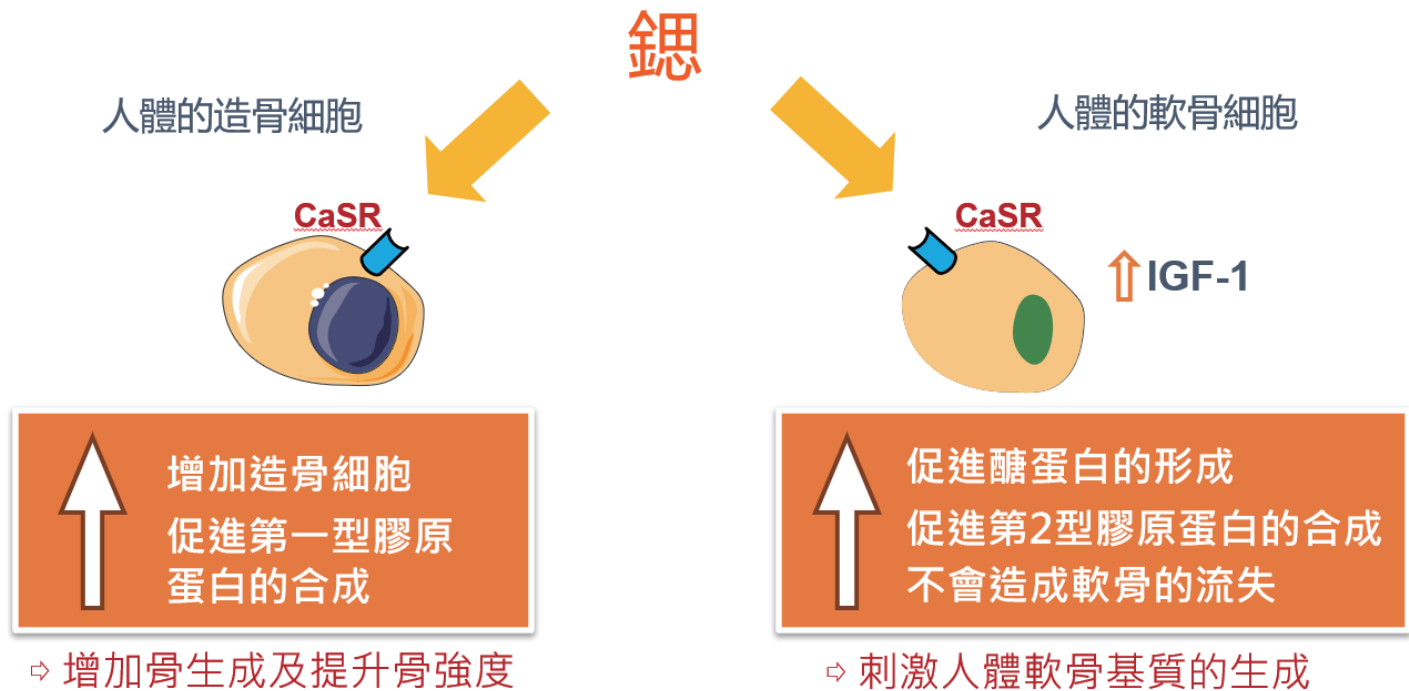 鍶
人體的造骨細胞
人體的軟骨細胞
CaSR
CaSR
IGF-1
增加造骨細胞
促進第一型膠原
蛋白的合成
促進醣蛋白的形成
促進第2型膠原蛋白的合成
不會造成軟骨的流失
⇨ 增加骨生成及提升骨強度
⇨ 刺激人體軟骨基質的生成